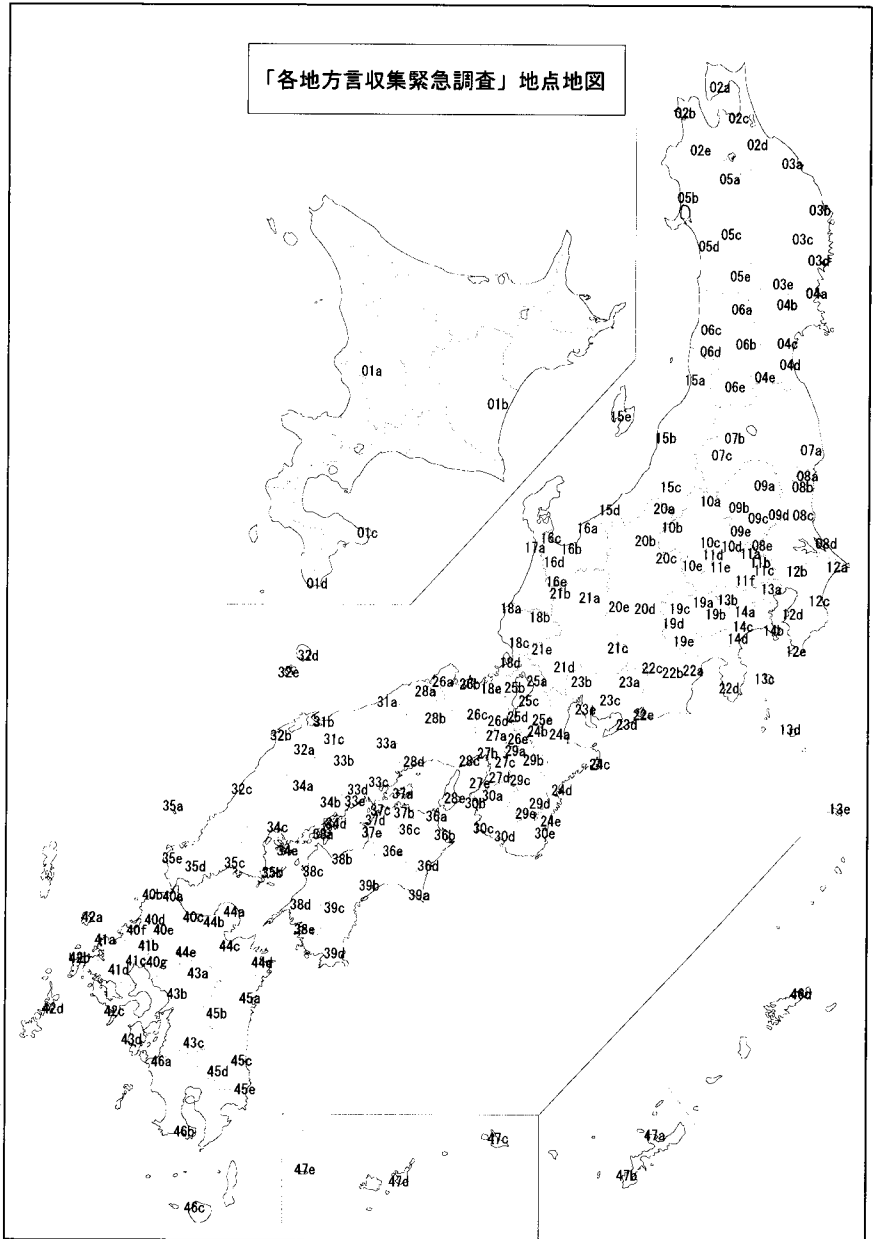 「各地方言収集緊急調査」地点地図
02a
02b
02c
02d
02e
03a
05a
05b
03b
05c
03c
05d
03d
05e
03e
04a
06a
04b
06c
06b
04c
06d
04d
01a
15a
04e
06e
01b
15e
15b
07b
07a
07c
08a
15c
09a
08b
10a
09b
15d
20a
09d
08c
09c
01c
16a
10b
09e
16c
20b
10c
08d
17a
16b
10d
08e
11d
11a
16d
20c
11b
10e
11e
11c
12b
12a
01d
16e
11f
21b
21a
13a
13b
12c
18a
20e
20d
19c
19a
18b
19b
14a
12d
19d
14c
14b
18c
21e
21c
19e
14d
32d
12e
18d
32e
21d
22c
22b
22a
13c
26a
26b
18e
25b
25a
23b
23a
22d
28a
31a
25c
23c
31b
28b
26c
25d
23e
22e
26d
25e
23d
13d
32b
31c
33a
27a
26e
24b
24a
32a
29a
33b
28d
28c
27b
27c
29b
24c
34a
33c
27d
29c
32c
33d
37a
27e
24d
35a
34b
33e
28e
30a
30b
29d
13e
37c
37b
36a
29e
34c
34d
37d
24e
38a
37e
36c
36b
30c
30d
30e
34e
36e
35e
35d
35c
38b
35b
38c
36d
39b
40b
40a
39a
38d
39c
42a
40d
40c
44a
44b
40f
40e
38e
41a
41b
44c
44e
39d
42b
41c
40g
44d
41d
43a
43b
45a
46d
42d
42c
45b
43d
43c
46a
45c
45d
45e
46b
47c
47a
47e
47d
47b
46c